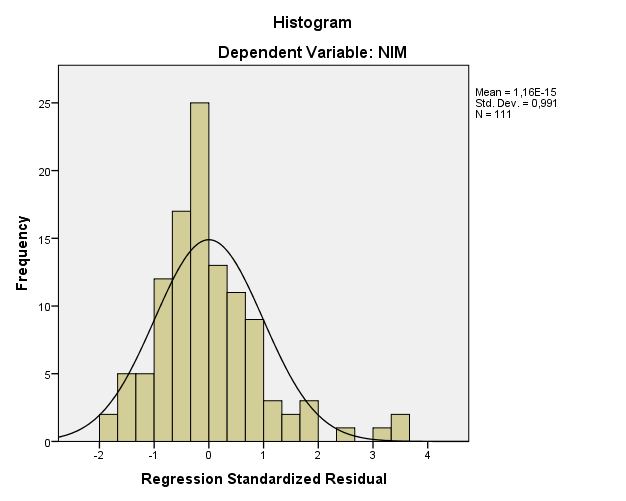 Histogram
Dependent Variable: NIM
Mean = 1,16E-15
Std. Dev. = 0,991
N = 111
Frequency
25
20
15
10
5
0
-2 -1 0 1 2 3 4
Regression Standardized Residual